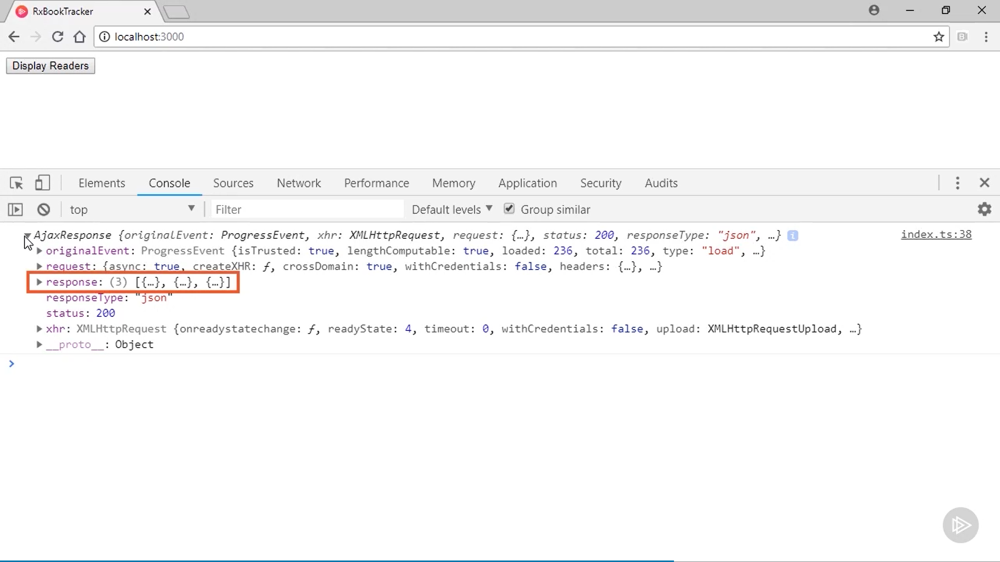 RxBookTracker
localhost:3000
Display Readers
Elements Console Sources Network Performance Memory Application Security Audits
top Filter Default levels Group similar
AjaxResponse {originalEvent: ProgressEvent, xhr: XMLHttpRequest, request: {…}, status: 200, responseType: "json", …} i index.ts:38
originalEvent: ProgressEvent {isTrusted: true, lengthComputable: true, loaded: 236, total: 236, type: "load", …}
request: {async: true, createXHR: ƒ, crossDomain: true, withCredentials: false, headers: {…}, …}
response: (3) [{…}, {…}, {…}]
responseType: "json"
status: 200
xhr: XMLHttpRequest {onreadystatechange: ƒ, readyState: 4, timeout: 0, withCredentials: false, upload: XMLHttpRequestUpload, …}
__proto__: Object